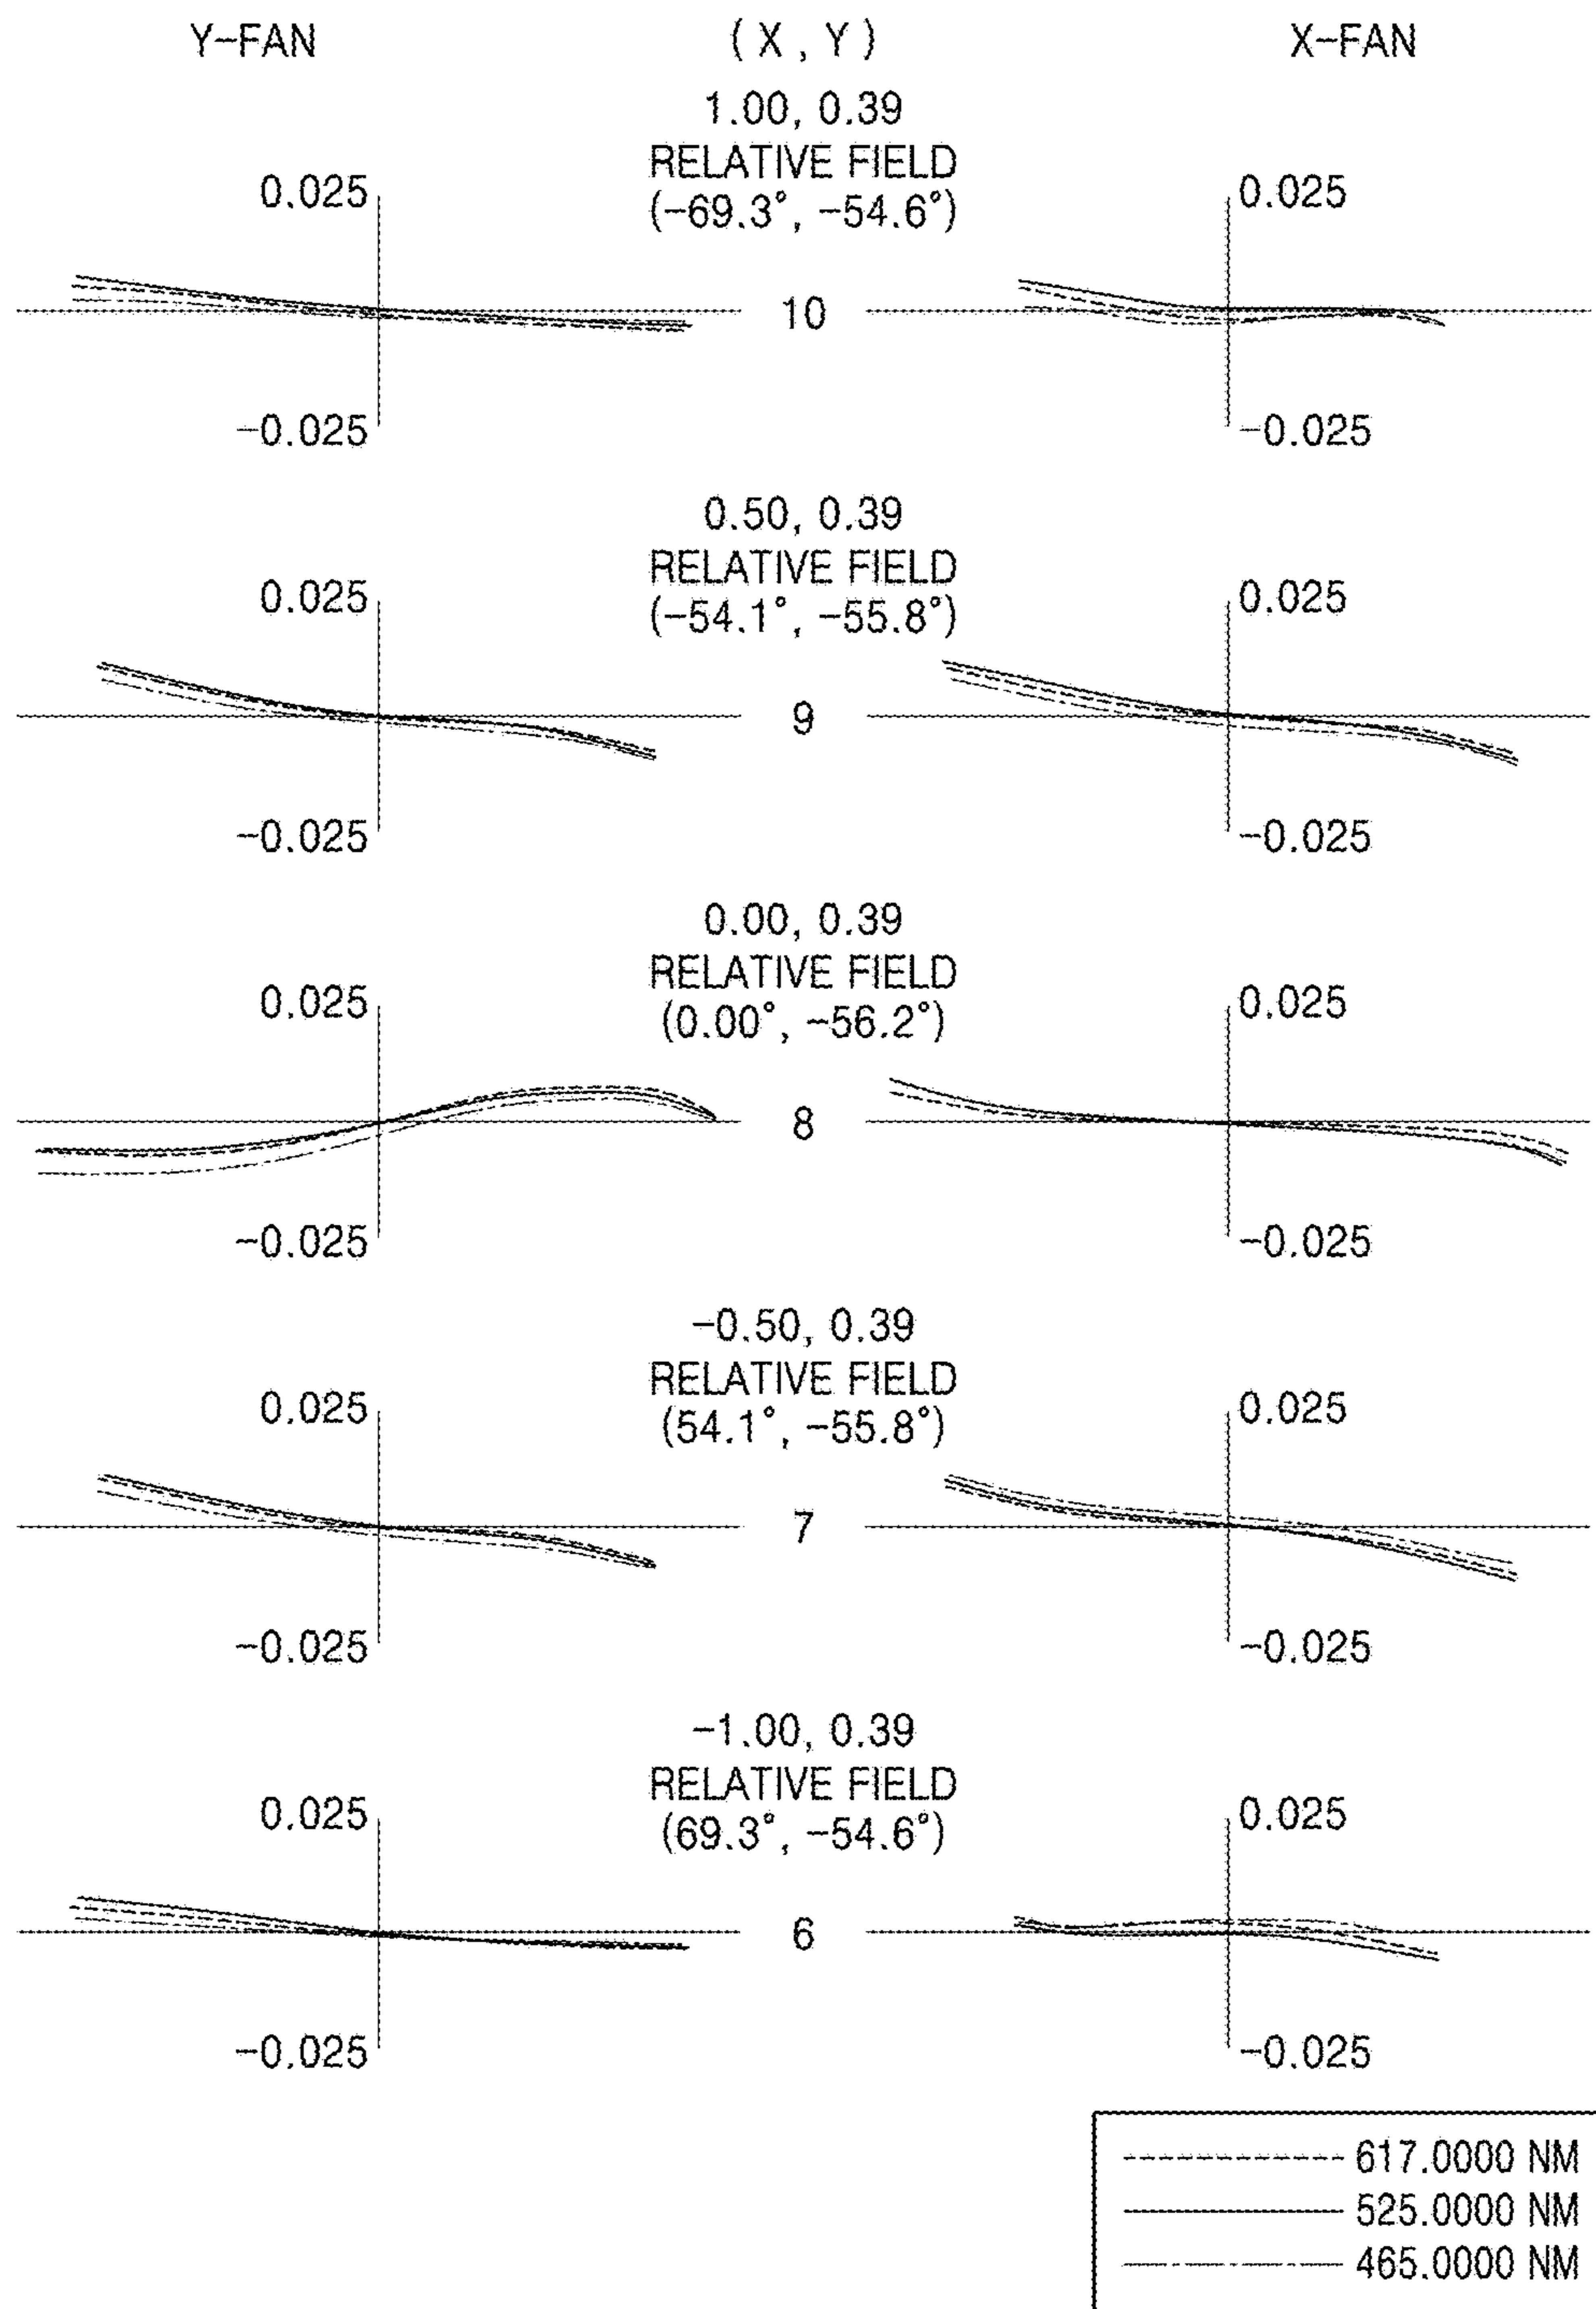 Y-FAN (X, Y) X-FAN
1.00, 0.39
RELATIVE FIELD
(-69.3°, -54.6°)
0.025 0.025
10
-0.025 -0.025
0.50, 0.39
RELATIVE FIELD
(-54.1°, -55.8°)
0.025 0.025
9
-0.025 -0.025
0.00, 0.39
RELATIVE FIELD
(0.00°, -56.2°)
0.025 0.025
8
-0.025 -0.025
-0.50, 0.39
RELATIVE FIELD
(54.1°, -55.8°)
0.025 0.025
7
-0.025 -0.025
-1.00, 0.39
RELATIVE FIELD
(69.3°, -54.6°)
0.025 0.025
6
-0.025 -0.025
617.0000 NM
525.0000 NM
465.0000 NM